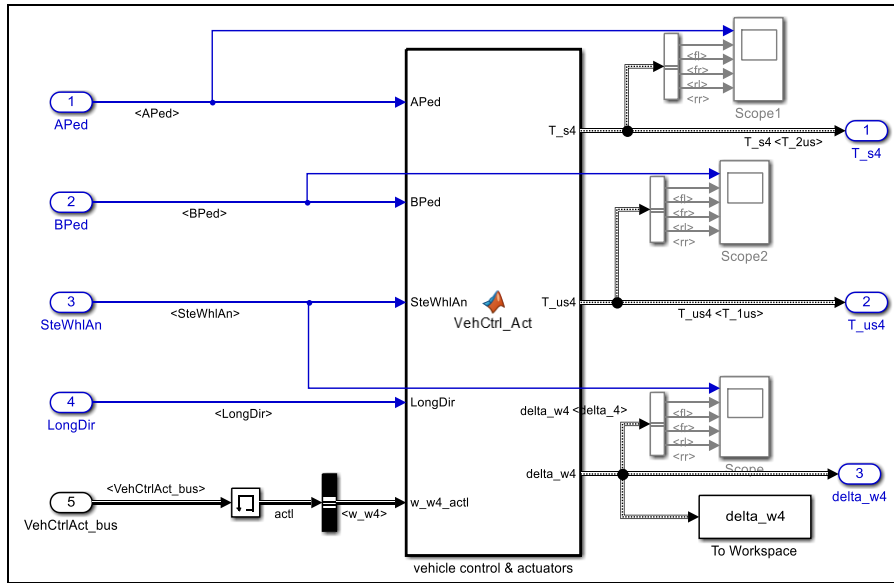 1
APed
<APed>
APed
<fl>
<fr>
<rl>
<rr>
Scope1
T_s4
T_s4 <T_2us>
1
T_s4
2
BPed
<BPed>
BPed
<fl>
<fr>
<rl>
<rr>
Scope2
3
SteWhlAn
<SteWhlAn>
SteWhlAn
VehCtrl_Act
T_us4
T_us4 <T_1us>
2
T_us4
4
LongDir
<LongDir>
LongDir
delta_w4 <delta_4>
<fl>
<fr>
<rl>
<rr>
Scope
delta_w4
3
delta_w4
5
VehCtrlAct_bus
<VehCtrlAct_bus>
actl
<w_w4>
w_w4_actl
delta_w4
To Workspace
vehicle control & actuators